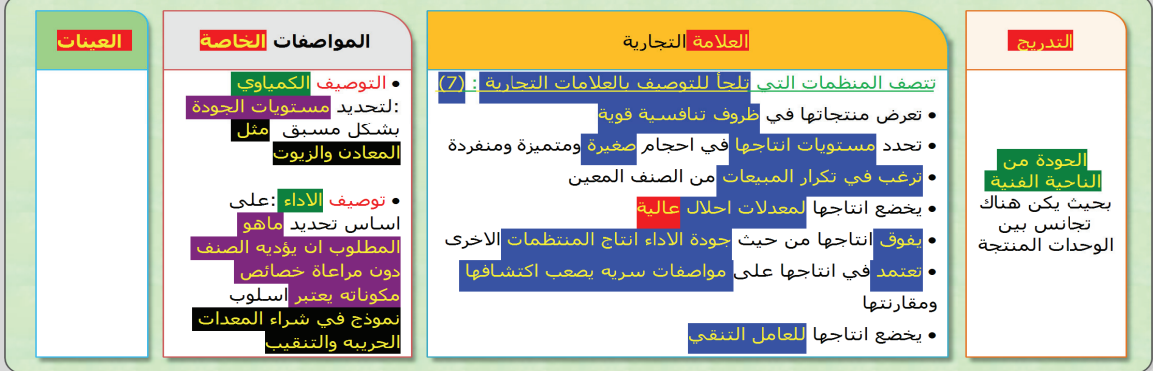 التدريج
الجودة من
الناحية الفنية
بحيث يكن هناك
تجانس بين
الوحدات المنتجة
العلامة التجارية
تتصف المنظمات التي تلجأ للتوصيف بالعلامات التجارية : (7)
• تعرض منتجاتها في ظروف تنافسية قوية
• تحدد مستويات انتاجها في احجام صغيرة ومتميزة ومنفردة
• ترغب في تكرار المبيعات من الصنف المعين
• يخضع انتاجها لمعدلات احلال عالية
• يفوق انتاجها من حيث جودة الاداء انتاج المنتظمات الاخرى
• تعتمد في انتاجها على مواصفات سريه يصعب اكتشافها
ومقارنتها
• يخضع انتاجها للعامل التنقي
المواصفات الخاصة
• التوصيف الكمياوي
:لتحديد مستويات الجودة
بشكل مسبق مثل
المعادن والزيوت
• توصيف الاداء :على
اساس تحديد ماهو
المطلوب ان يؤديه الصنف
دون مراعاة خصائص
مكوناته يعتبر اسلوب
نموذج في شراء المعدات
الحربيه والتنقيب
العينات